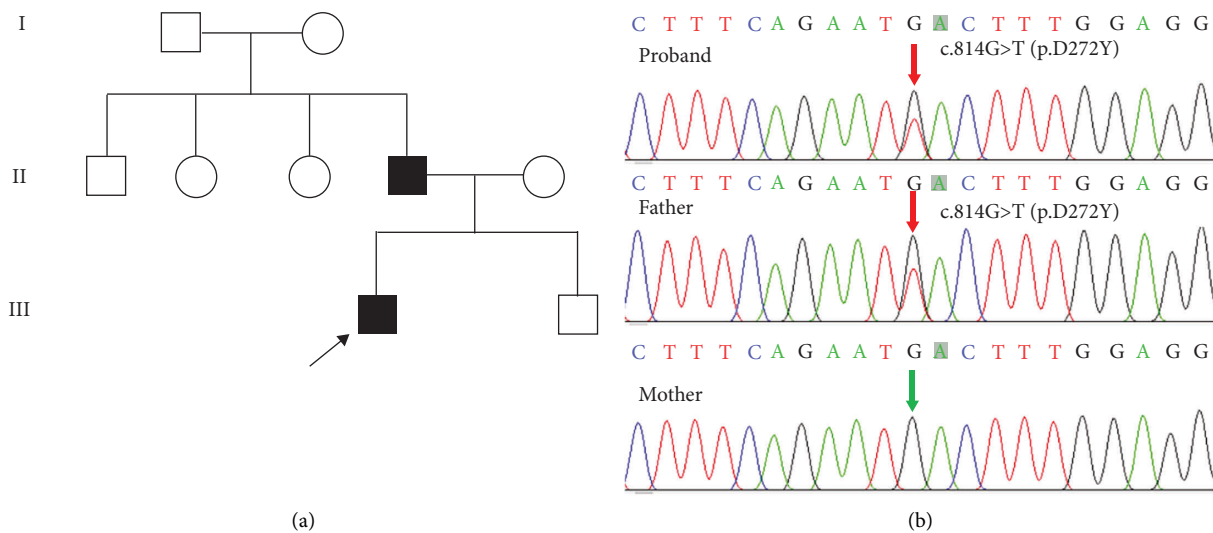 I
II
III
(a)
C T T T C A G A A T G A C T T T G G A G G
Proband
c.814G>T (p.D272Y)
C T T T C A G A A T G A C T T T G G A G G
Father
c.814G>T (p.D272Y)
C T T T C A G A A T G A C T T T G G A G G
Mother
(b)